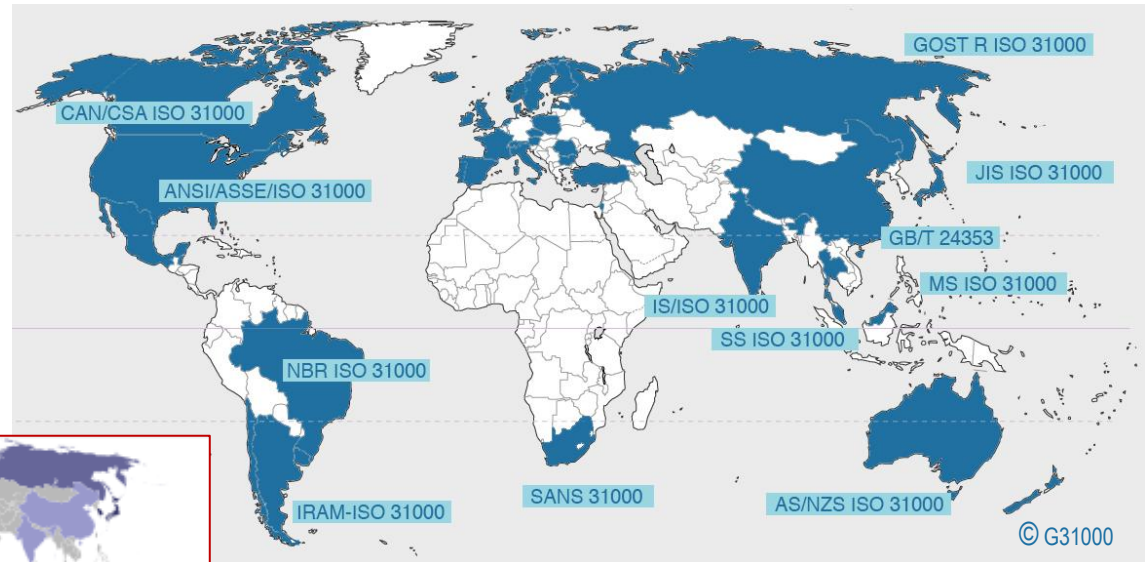 GOST R ISO 31000
CAN/CSA ISO 31000
JIS ISO 31000
ANSI/ASSE/ISO 31000
GB/T 24353
MS ISO 31000
IS/ISO 31000
SS ISO 31000
NBR ISO 31000
SANS 31000
AS/NZS ISO 31000
IRAM-ISO 31000
© G31000